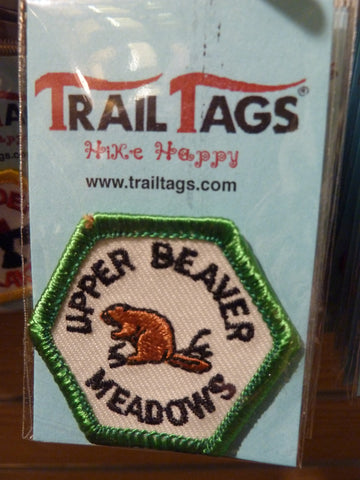 TRAIL TAGS®
Hike Happy
www.trailtags.com
UPPER BEAVER
MEADOWS